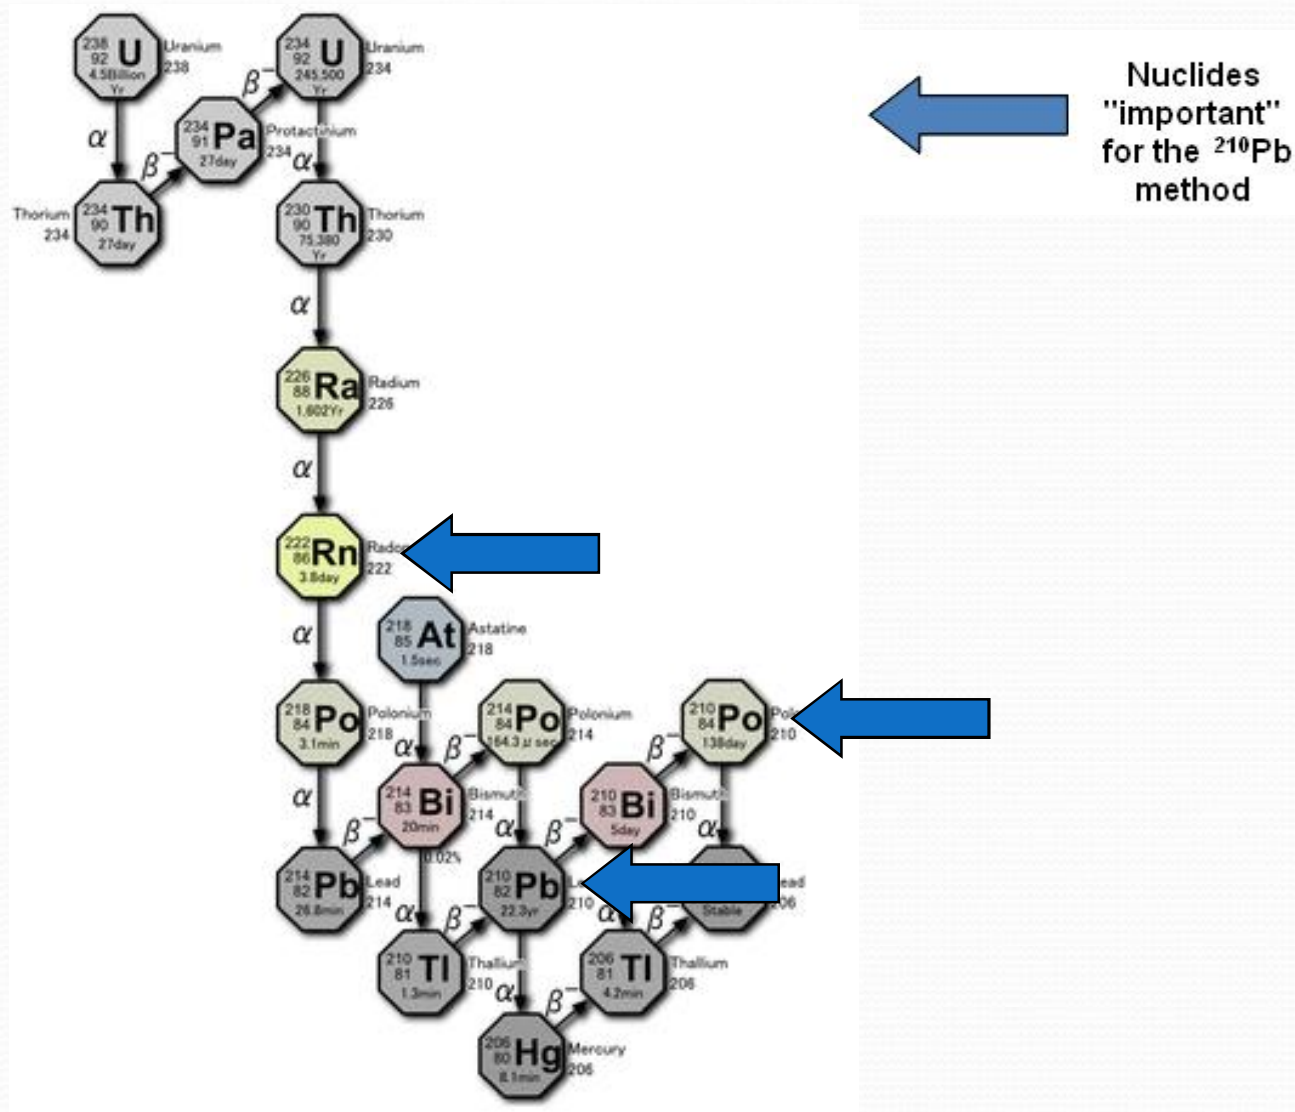 238
92 U
4.5Billion
Yr
Uranium
238
234
92 U
245,500
Yr
Uranium
234
Nuclides
"important"
for the ²¹⁰Pb
method
β⁻
α
234
91 Pa
27day
Protactinium
234
α
β⁻
Thorium
234
234
90 Th
27day
230
90 Th
75,380
Yr
Thorium
230
α
226
88 Ra
1,602Yr
Radium
226
α
222
86 Rn
3.8day
222
α
218
85 At
1.5sec
Astatine
218
218
84 Po
3.1min
Polonium
218
214
84 Po
164.3 μ sec
Polonium
214
210
84 Po
138day
210
α
β⁻
β⁻
α
214
83 Bi
20min
Bismuth
214
210
83 Bi
5day
Bismuth
210
β⁻
α
β⁻
α
0.02%
214
82 Pb
26.8min
Lead
214
210
82 Pb
22.3yr
210
Stable
206
α
β⁻
α
β⁻
210
81 Tl
1.3min
Thallium
210
206
81 Tl
4.2min
Thallium
206
α
β⁻
206
80 Hg
8.1min
Mercury
206